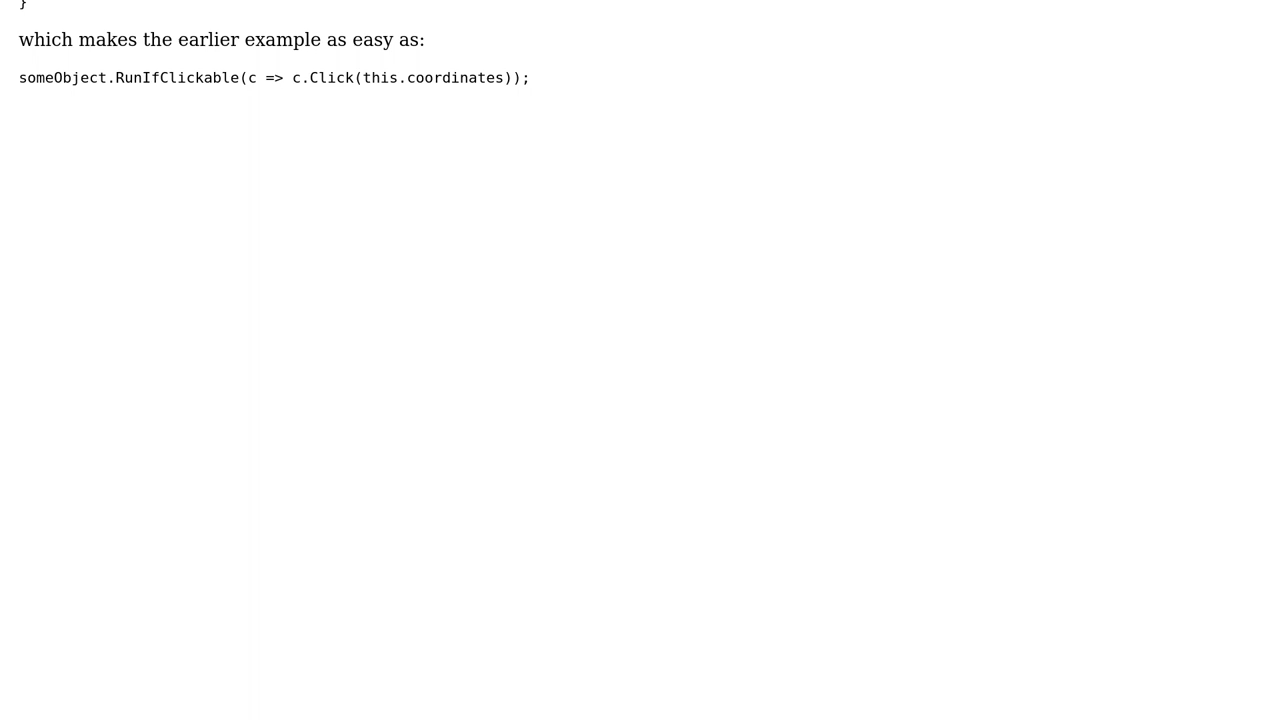 }
which makes the earlier example as easy as:
someObject.RunIfClickable(c => c.Click(this.coordinates));